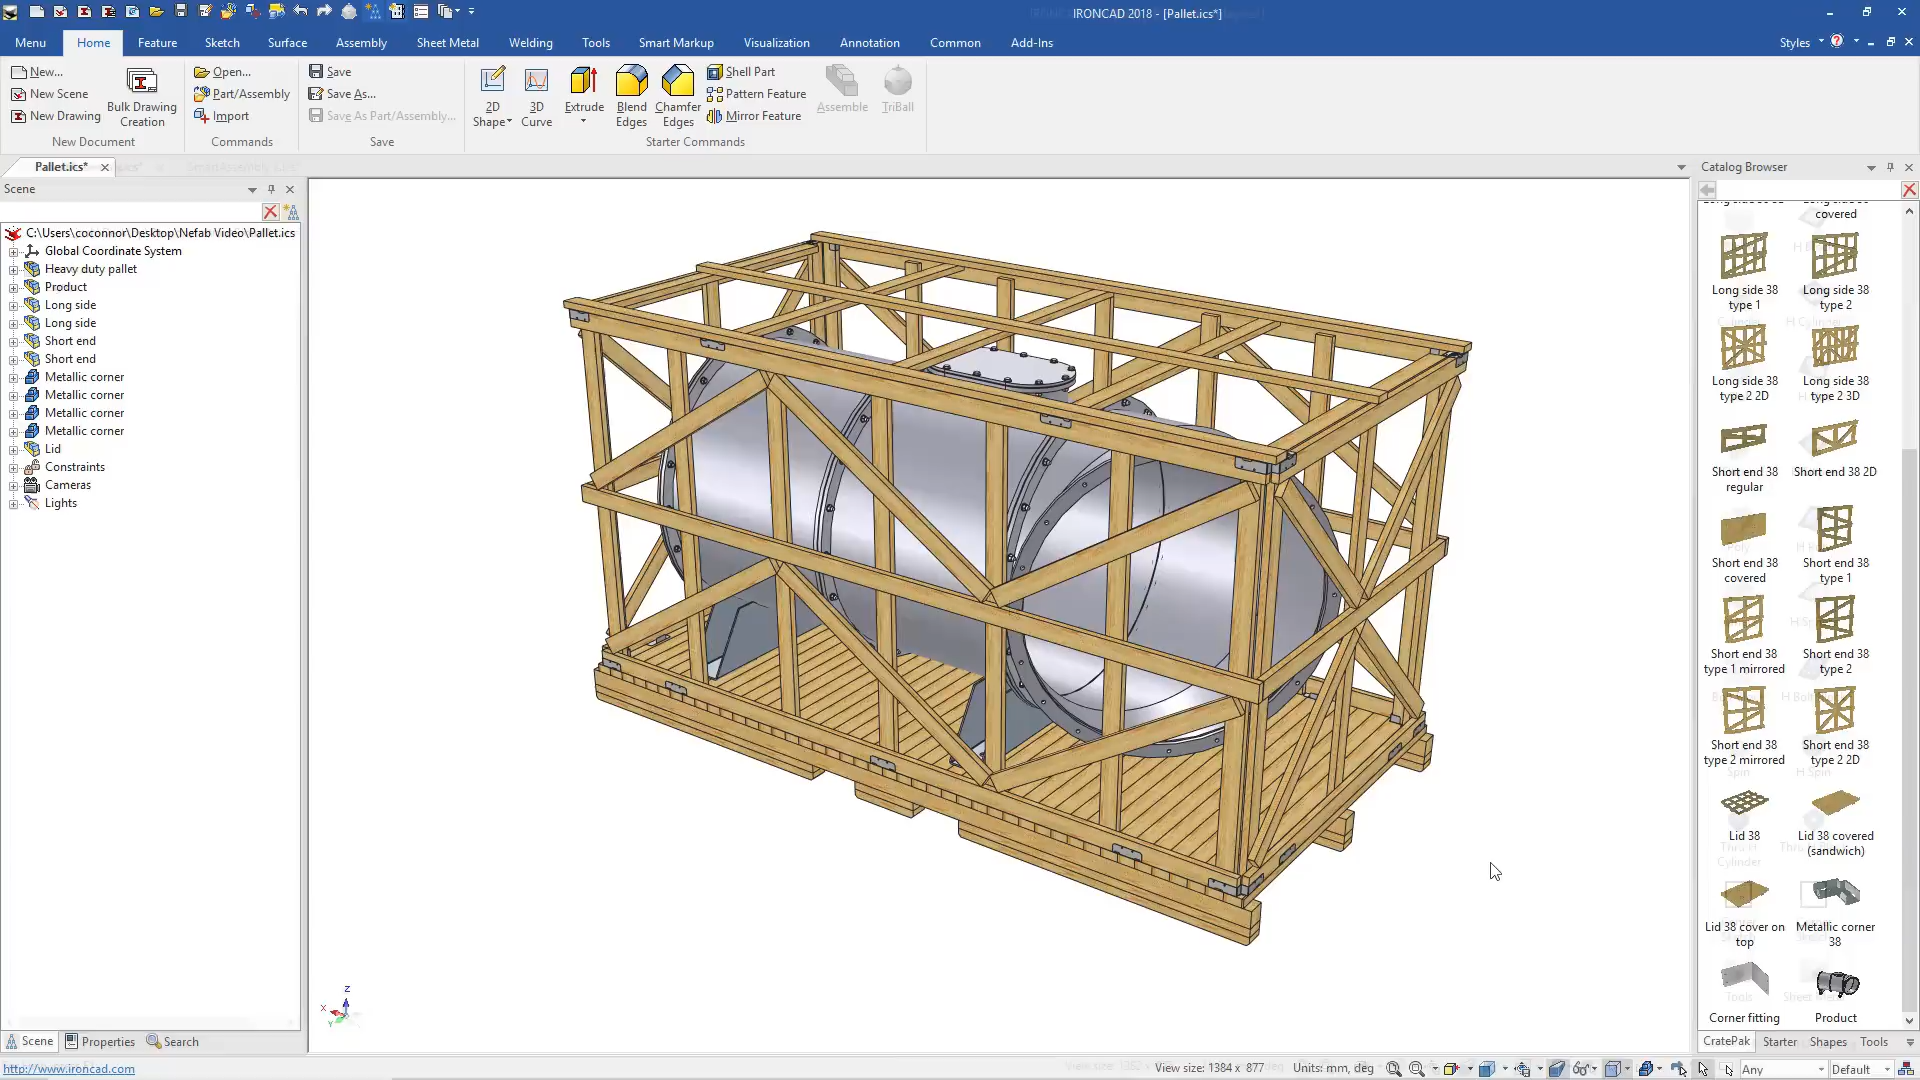 IRONCAD 2018 - [Pallet.ics*]
Menu
Home
Feature
Sketch
Surface
Assembly
Sheet Metal
Welding
Tools
Smart Markup
Visualization
Annotation
Common
Add-Ins
Styles
New...
New Scene
New Drawing
Bulk Drawing
Creation
New Document
Open...
Part/Assembly
Import
Commands
Save
Save As...
Save As Part/Assembly...
Save
2D
Shape
3D
Curve
Extrude
Blend
Edges
Chamfer
Edges
Shell Part
Pattern Feature
Mirror Feature
Assemble
TriBall
Starter Commands
Pallet.ics*
Scene
C:\Users\coconnor\Desktop\Nefab Video\Pallet.ics
Global Coordinate System
Heavy duty pallet
Product
Long side
Long side
Short end
Short end
Metallic corner
Metallic corner
Metallic corner
Metallic corner
Lid
Constraints
Cameras
Lights
Z
X
Y
Catalog Browser
covered
Long side 38
type 1
Long side 38
type 2
Long side 38
type 2 2D
Long side 38
type 2 3D
Short end 38
regular
Short end 38 2D
Short end 38
covered
Short end 38
type 1
Short end 38
type 1 mirrored
Short end 38
type 2
Short end 38
type 2 mirrored
Short end 38
type 2 2D
Lid 38
Lid 38 covered
(sandwich)
Lid 38 cover on
top
Metallic corner
38
Corner fitting
Product
Scene
Properties
Search
CratePak
Starter
Shapes
Tools
http://www.ironcad.com
View size: 1384 x 877
Units: mm, deg
Any
Default